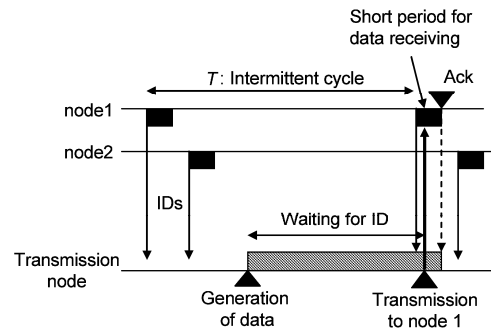 Short period for
data receiving
Ack
T : Intermittent cycle
node1
node2
IDs
Waiting for ID
Transmission
node
Generation
of data
Transmission
to node 1